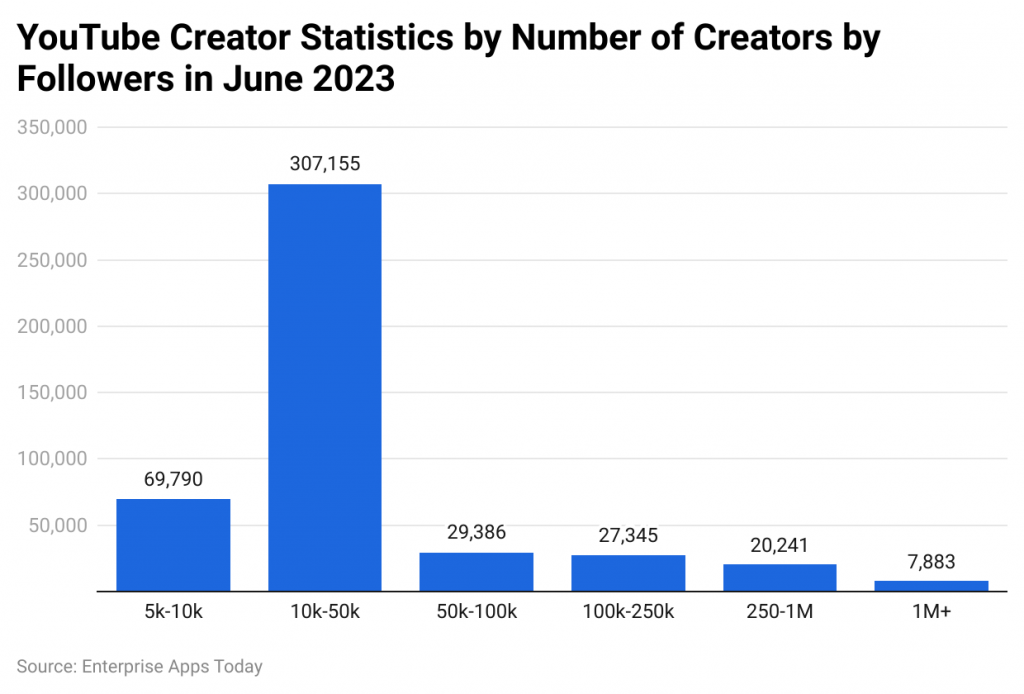 YouTube Creator Statistics by Number of Creators by
Followers in June 2023
350,000
300,000
250,000
200,000
150,000
100,000
50,000
69,790
307,155
29,386
27,345
20,241
7,883
5k-10k
10k-50k
50k-100k
100k-250k
250-1M
1M+
Source: Enterprise Apps Today